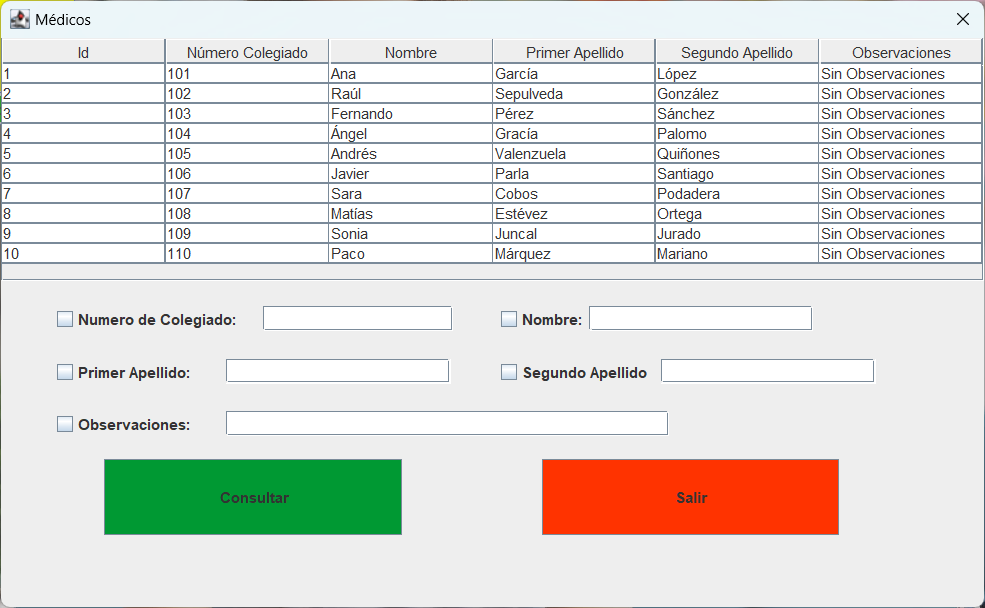 Médicos
Id Número Colegiado Nombre Primer Apellido Segundo Apellido Observaciones
1 101 Ana García López Sin Observaciones
2 102 Raúl Sepulveda González Sin Observaciones
3 103 Fernando Pérez Sánchez Sin Observaciones
4 104 Ángel Gracía Palomo Sin Observaciones
5 105 Andrés Valenzuela Quiñones Sin Observaciones
6 106 Javier Parla Santiago Sin Observaciones
7 107 Sara Cobos Podadera Sin Observaciones
8 108 Matías Estévez Ortega Sin Observaciones
9 109 Sonia Juncal Jurado Sin Observaciones
10 110 Paco Márquez Mariano Sin Observaciones
Numero de Colegiado: Nombre:
Primer Apellido: Segundo Apellido
Observaciones:
Consultar Salir